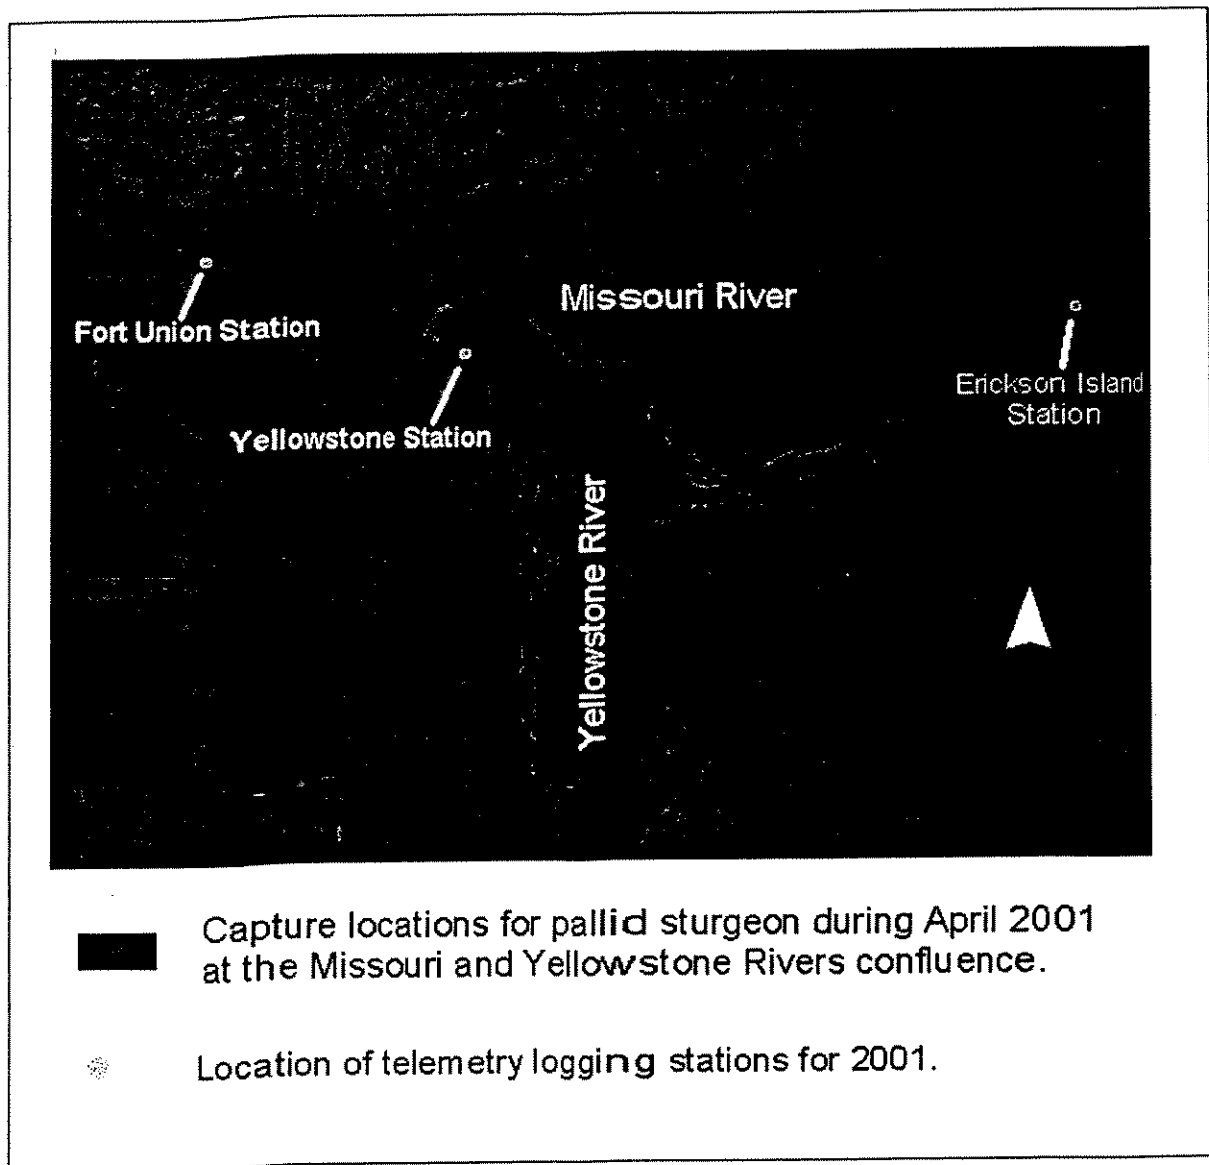 Missouri River
Fort Union Station
Erickson Island
Station
Yellowstone Station
Yellowstone River
Capture locations for pallid sturgeon during April 2001
at the Missouri and Yellowstone Rivers confluence.
Location of telemetry logging stations for 2001.